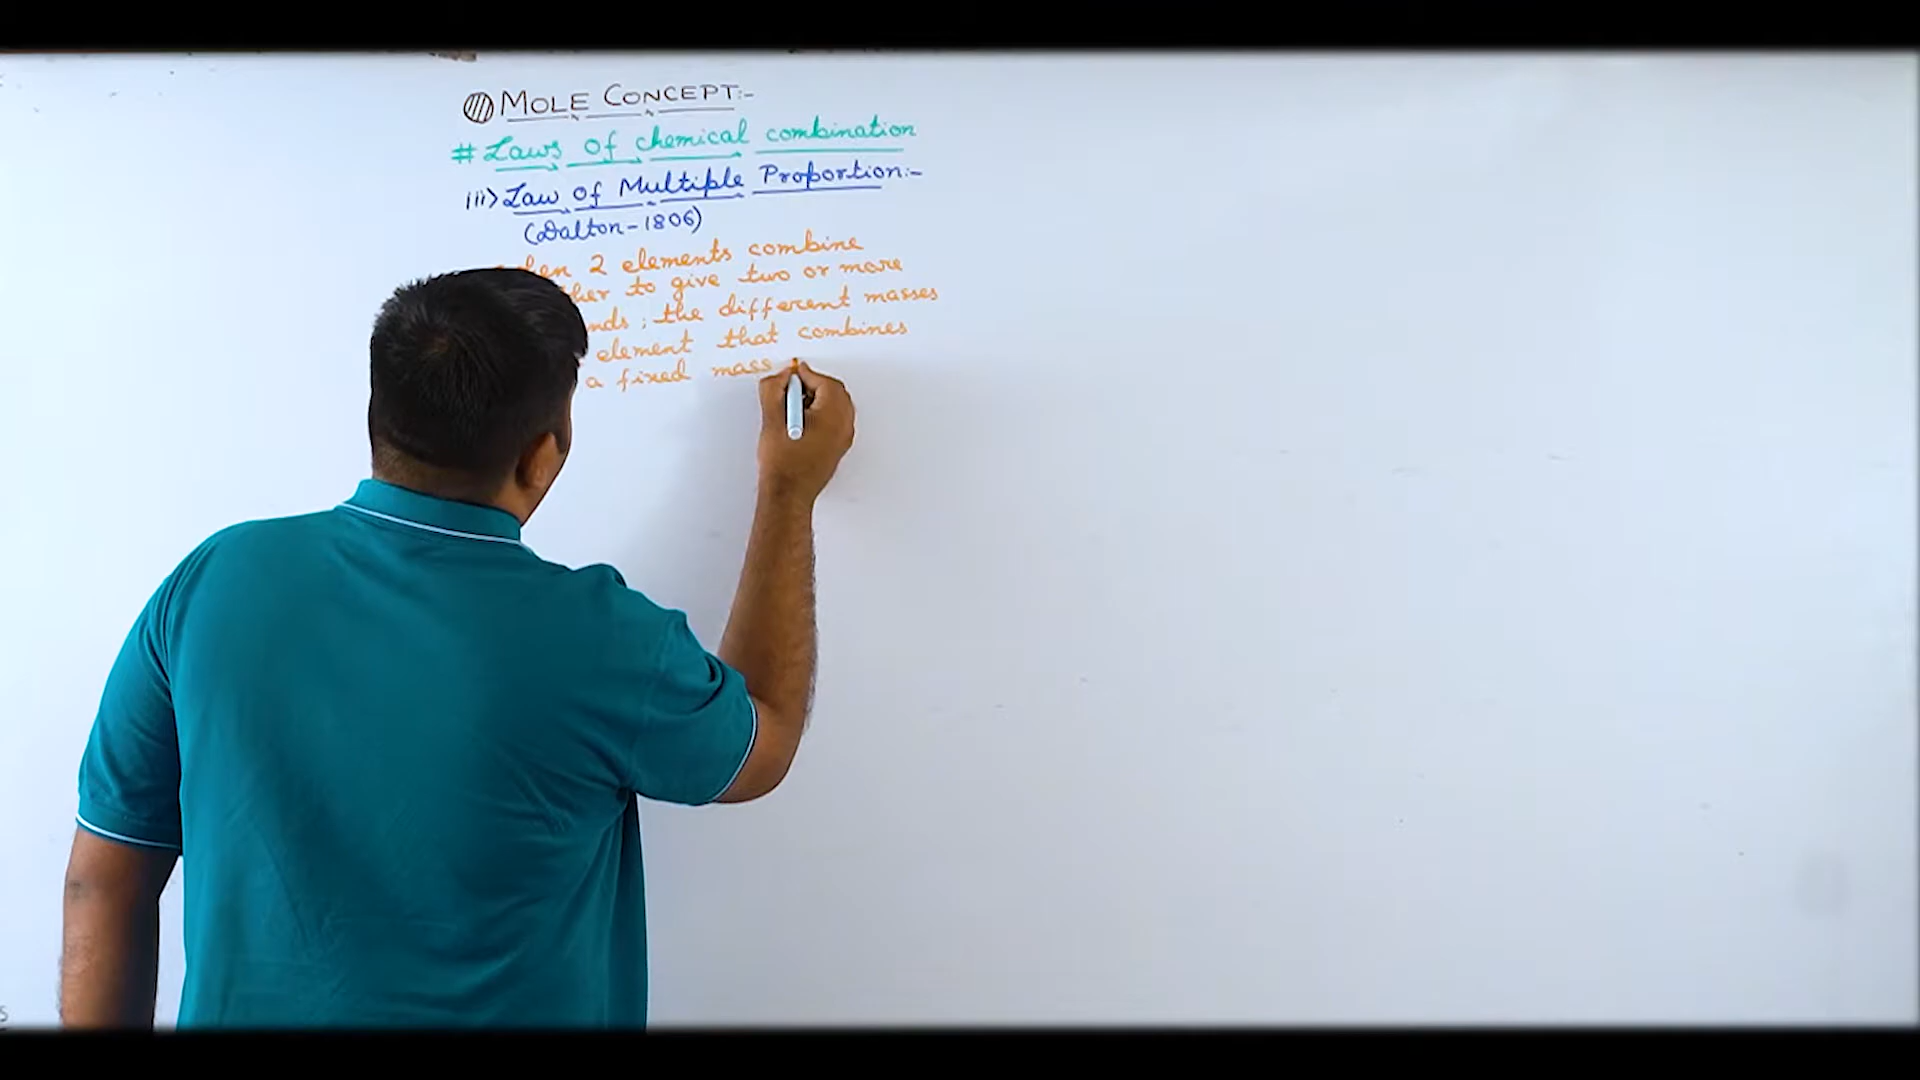 MOLE CONCEPT:-
# Laws of chemical combination
iii> Law of Multiple Proportion:-
(Dalton-1806)
2 elements combine
to give two or more
; the different masses
element that combines
a fixed mass